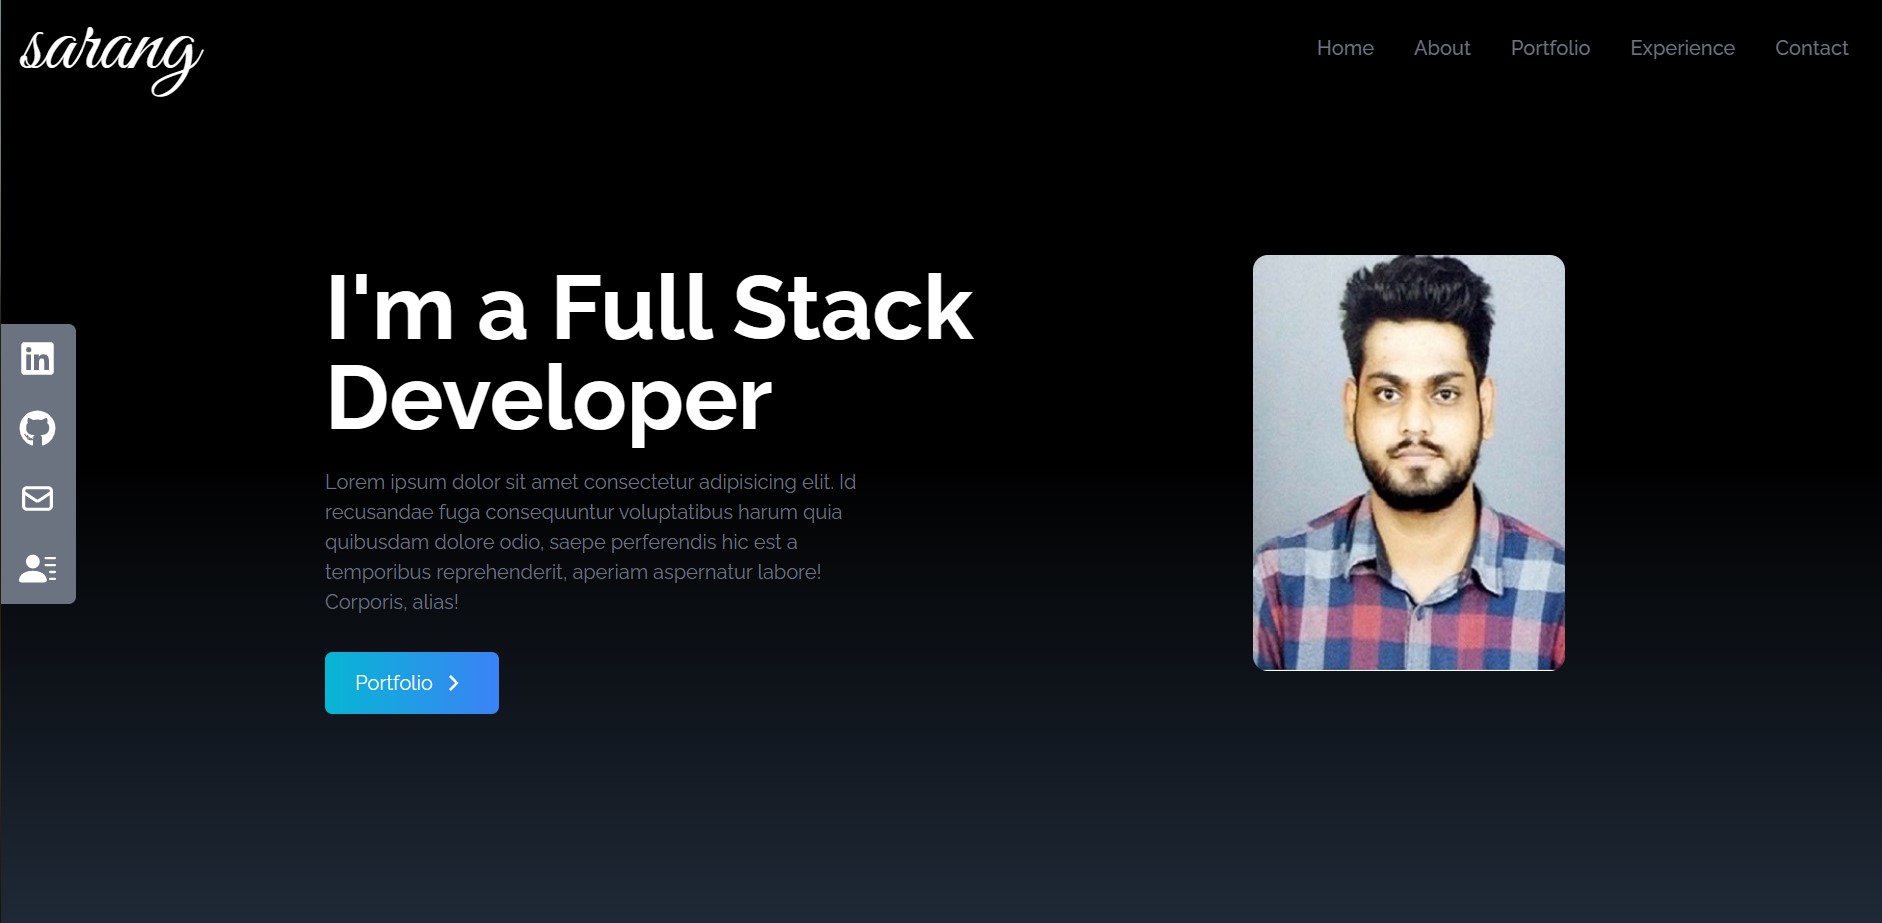 sarang
Home About Portfolio Experience Contact
I'm a Full Stack
Developer
in
Lorem ipsum dolor sit amet consectetur adipisicing elit. Id
recusandae fuga consequuntur voluptatibus harum quia
quibusdam dolore odio, saepe perferendis hic est a
temporibus reprehenderit, aperiam aspernatur labore!
Corporis, alias!
Portfolio